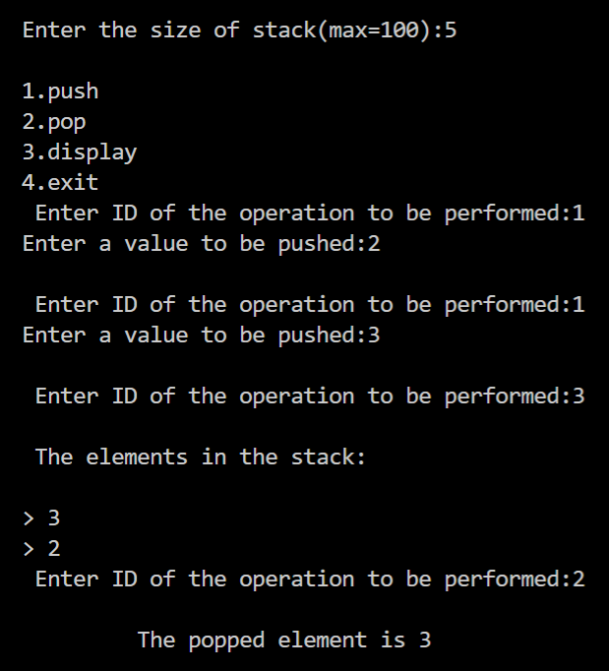 Enter the size of stack(max=100):5
1.push
2.pop
3.display
4.exit
Enter ID of the operation to be performed:1
Enter a value to be pushed:2
Enter ID of the operation to be performed:1
Enter a value to be pushed:3
Enter ID of the operation to be performed:3
The elements in the stack:
> 3
> 2
Enter ID of the operation to be performed:2
The popped element is 3